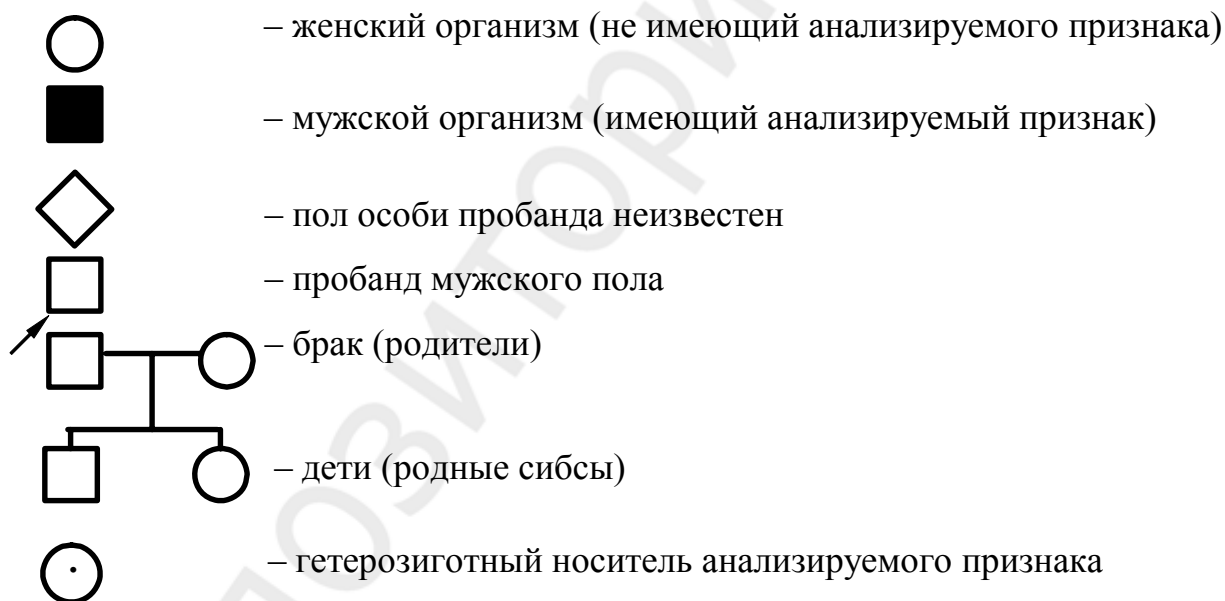 – женский организм (не имеющий анализируемого признака)
– мужской организм (имеющий анализируемый признак)
– пол особи пробанда неизвестен
– пробанд мужского пола
– брак (родители)
– дети (родные сибсы)
– гетерозиготный носитель анализируемого признака